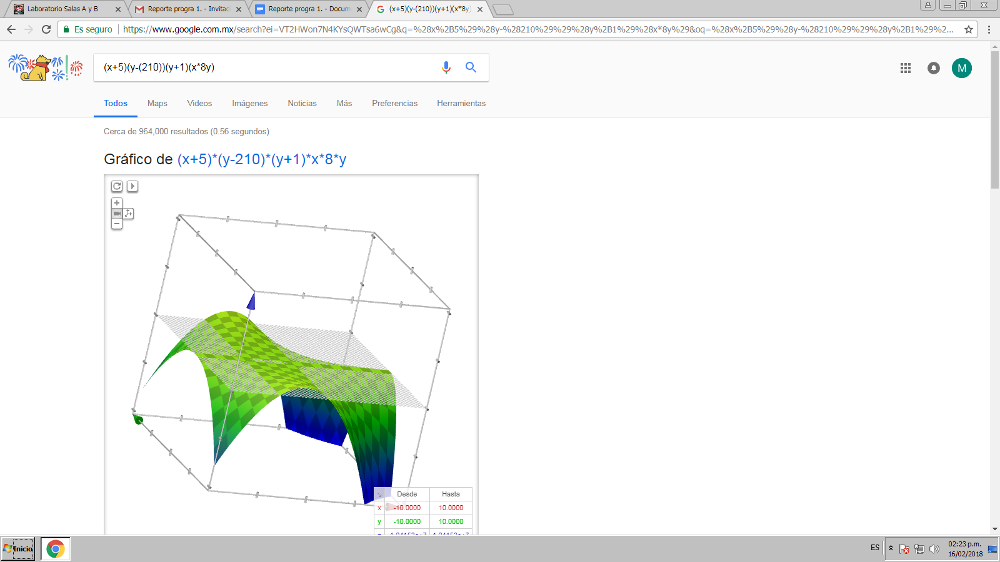 Laboratorio Salas A y B
Reporte progra 1. - Invitac
Reporte progra 1. - Docum
(x+5)(y-(210))(y+1)(x*8y)
Es seguro
https://www.google.com.mx/search?ei=VT2HWon7N4KYsQWTsa6wCg&q=%28x%2B5%29%28y-%28210%29%29%28y%2B1%29%28x*8y%29&oq=%28x%2B5%29%28y-%28210%29%29%28y%2B1%29%2...
(x+5)(y-(210))(y+1)(x*8y)
M
Todos Maps Videos Imágenes Noticias Más Preferencias Herramientas
Cerca de 964,000 resultados (0.56 segundos)
Gráfico de (x+5)*(y-210)*(y+1)*x*8*y
Desde Hasta
x -10.0000 10.0000
y -10.0000 10.0000
Inicio
ES
02:23 p.m.
16/02/2018